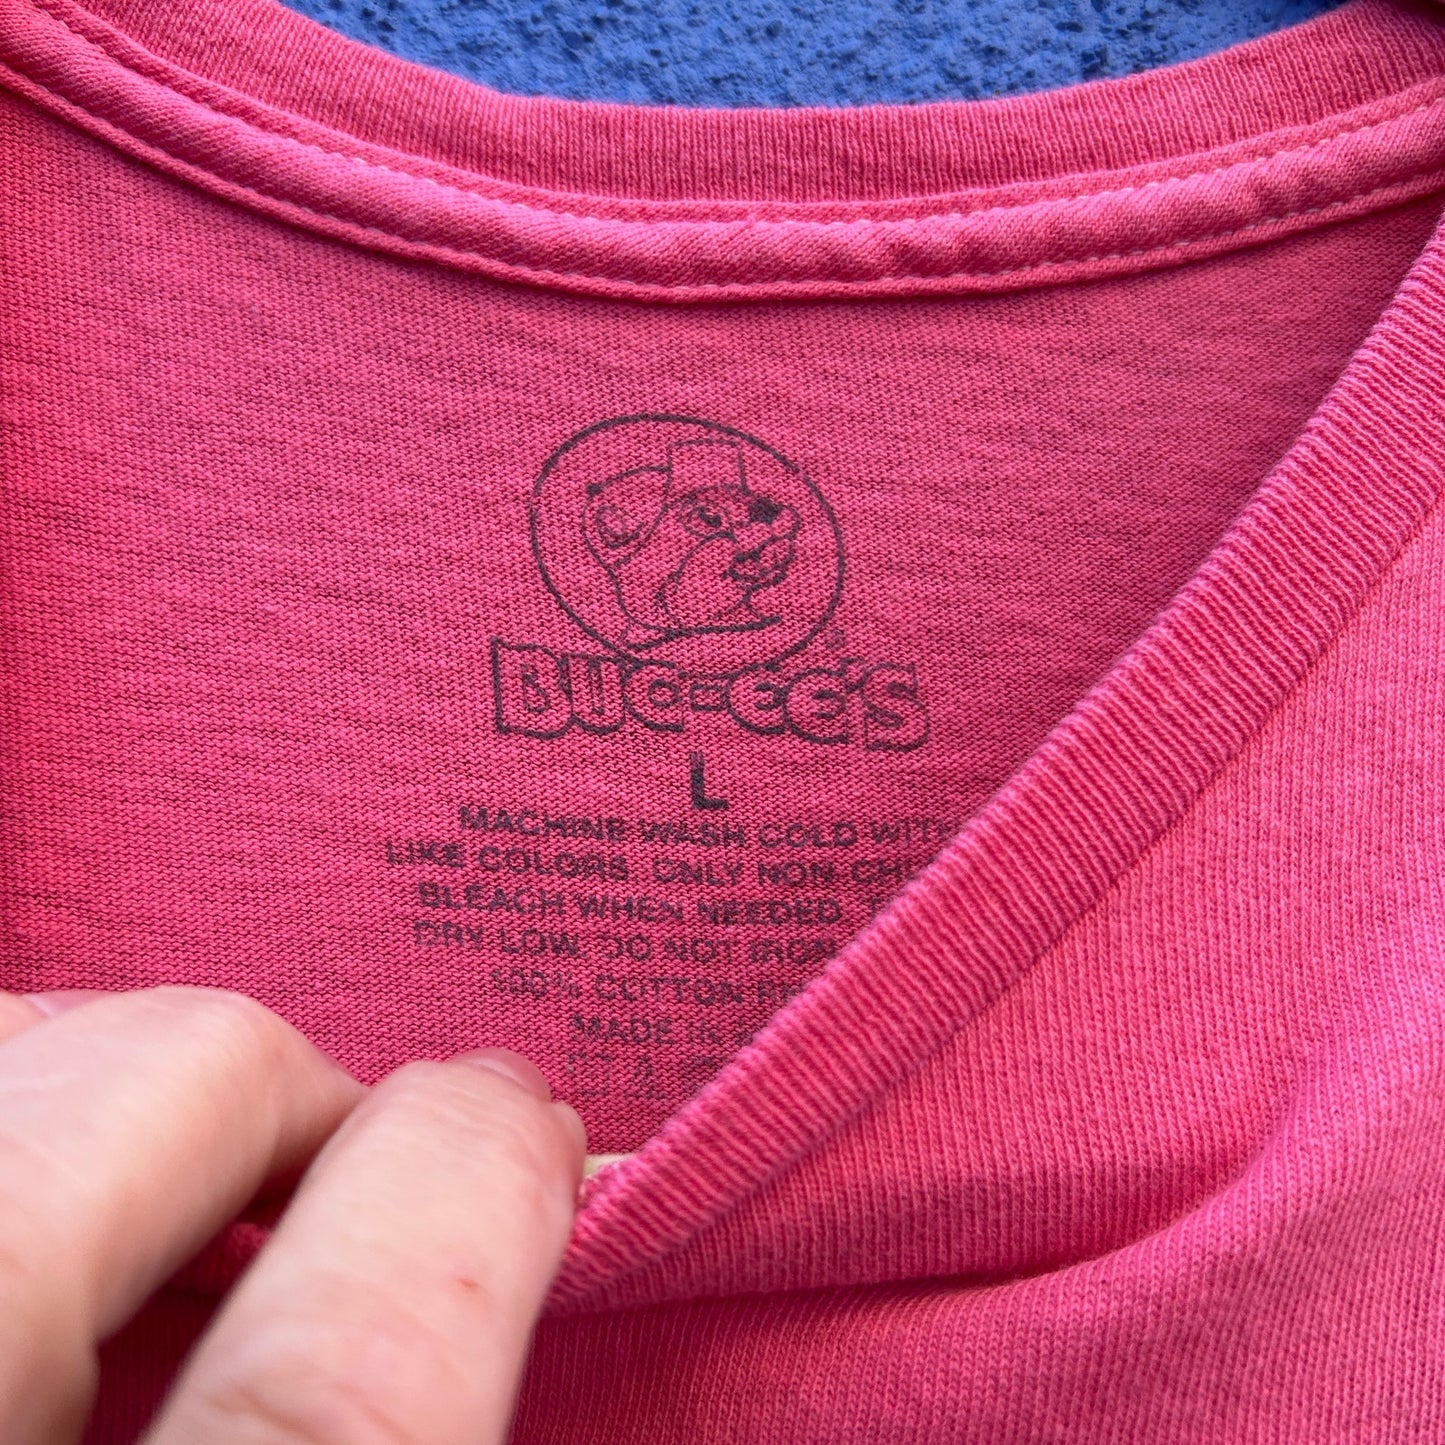 BUC-EE'S
L
MACHINE WASH COLD WITH
LIKE COLORS. ONLY NON-CH
BLEACH WHEN NEEDED.
DRY LOW. DO NOT IRON
100% COTTON
MADE IN